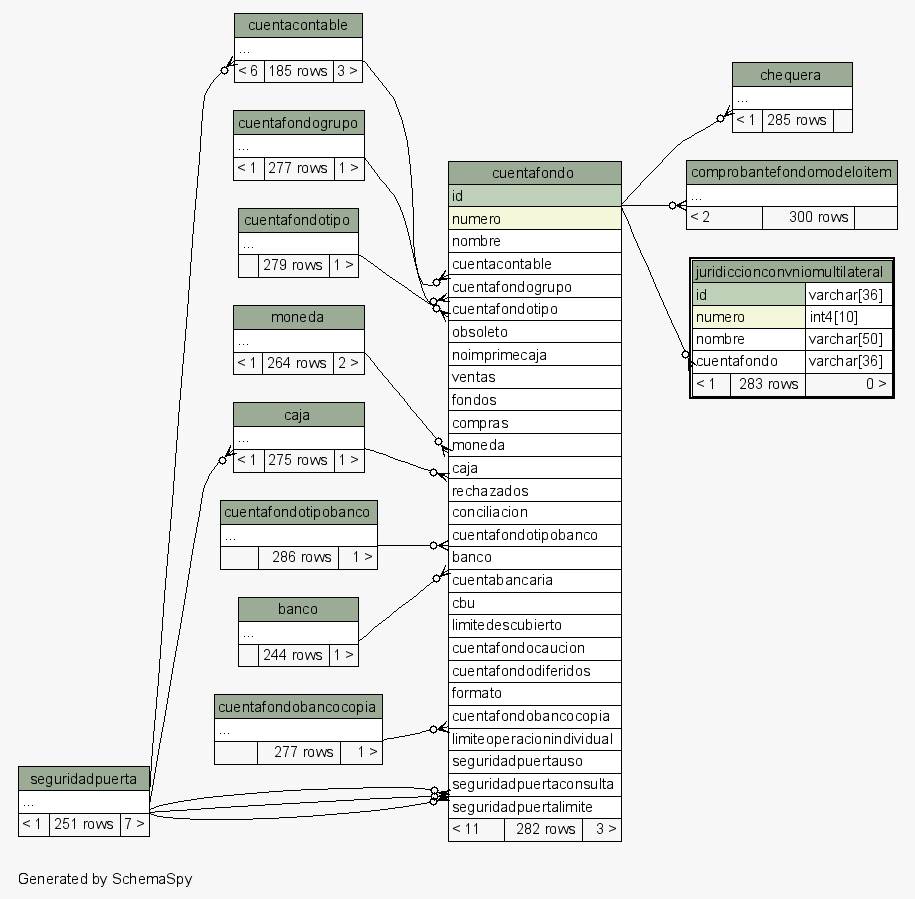 cuentacontable
...
< 6 185 rows 3 >
cuentafondogrupo
...
< 1 277 rows 1 >
cuentafondotipo
...
279 rows 1 >
moneda
...
< 1 264 rows 2 >
caja
...
< 1 275 rows 1 >
cuentafondotipobanco
...
286 rows 1 >
banco
...
244 rows 1 >
cuentafondobancocopia
...
277 rows 1 >
seguridadpuerta
...
< 1 251 rows 7 >
cuentafondo
id
numero
nombre
cuentacontable
cuentafondogrupo
cuentafondotipo
obsoleto
noimprimecaja
ventas
fondos
compras
moneda
caja
rechazados
conciliacion
cuentafondotipobanco
banco
cuentabancaria
cbu
limitedescubierto
cuentafondocaucion
cuentafondodiferidos
formato
cuentafondobancocopia
limiteoperacionindividual
seguridadpuertauso
seguridadpuertaconsulta
seguridadpuertalimite
< 11 282 rows 3 >
chequera
...
< 1 285 rows
comprobantefondomodeloitem
...
< 2 300 rows
juridiccionconvniomultilateral
id varchar[36]
numero int4[10]
nombre varchar[50]
cuentafondo varchar[36]
< 1 283 rows 0 >
Generated by SchemaSpy